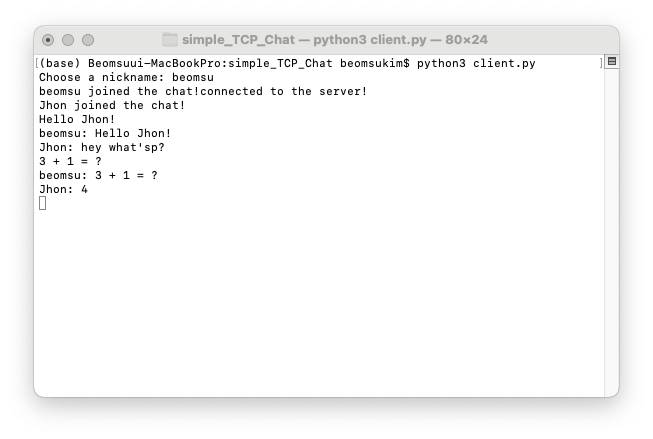 simple_TCP_Chat — python3 client.py — 80×24
[(base) Beomsuui-MacBookPro:simple_TCP_Chat beomsukim$ python3 client.py ]
Choose a nickname: beomsu
beomsu joined the chat!connected to the server!
Jhon joined the chat!
Hello Jhon!
beomsu: Hello Jhon!
Jhon: hey what'sp?
3 + 1 = ?
beomsu: 3 + 1 = ?
Jhon: 4